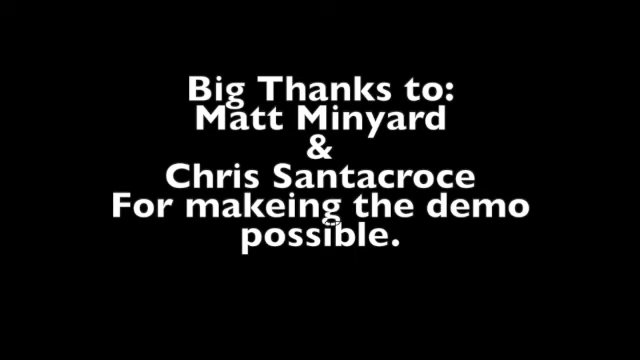 Big Thanks to:
Matt Minyard
&
Chris Santacroce
For makeing the demo
possible.